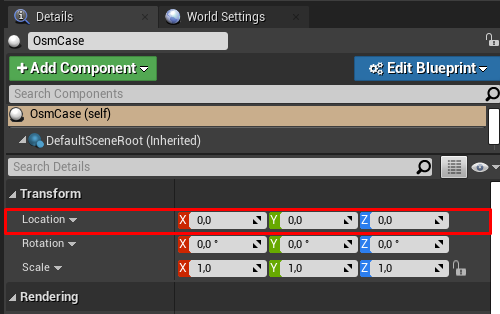 Details
World Settings
OsmCase
Add Component
Edit Blueprint
Search Components
OsmCase (self)
DefaultSceneRoot (Inherited)
Search Details
Transform
Location X 0,0 Y 0,0 Z 0,0
Rotation X 0,0 ° Y 0,0 ° Z 0,0 °
Scale X 1,0 Y 1,0 Z 1,0
Rendering